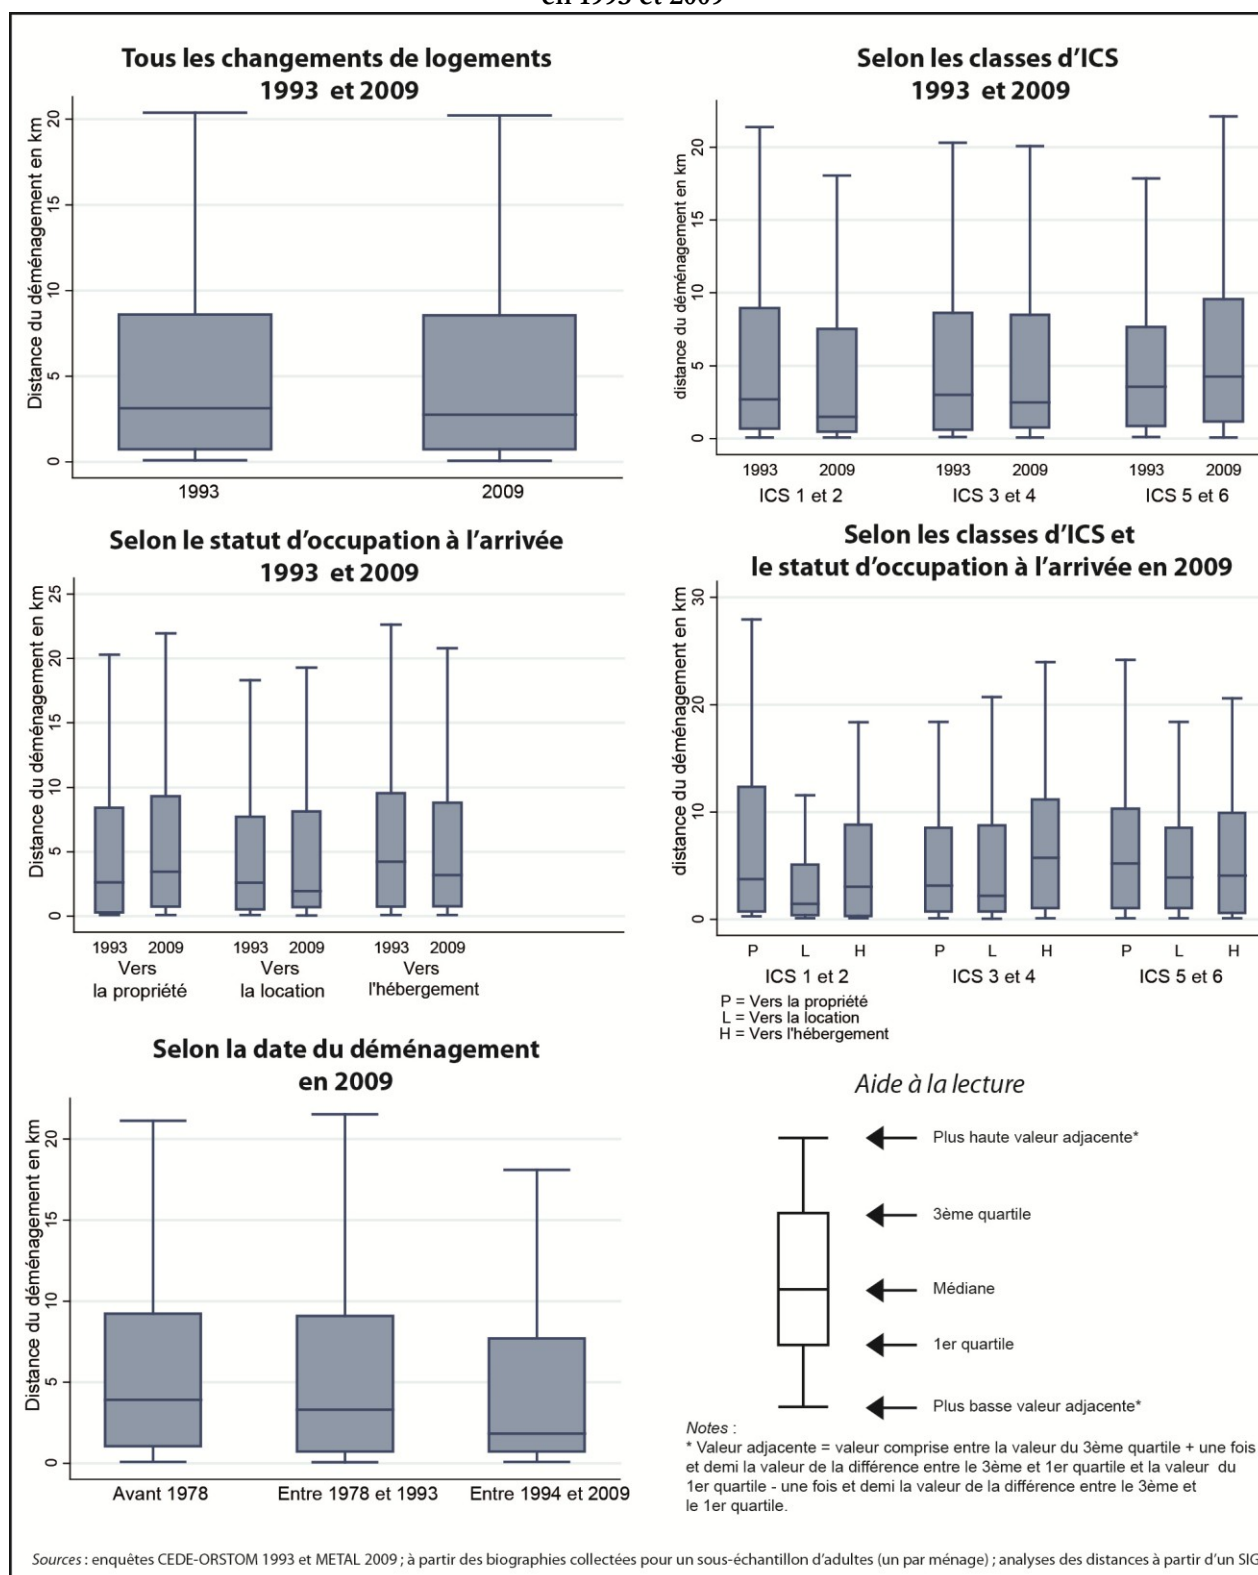 en 1993 et 2009
Tous les changements de logements
1993 et 2009
Distance du déménagement en km
20
15
10
5
0
1993
2009
Selon les classes d'ICS
1993 et 2009
distance du déménagement en km
20
15
10
5
0
1993 2009 1993 2009 1993 2009
ICS 1 et 2 ICS 3 et 4 ICS 5 et 6
Selon le statut d'occupation à l'arrivée
1993 et 2009
Distance du déménagement en km
25
20
15
10
5
0
1993 2009 1993 2009 1993 2009
Vers Vers Vers
la propriété la location l'hébergement
Selon les classes d'ICS et
le statut d'occupation à l'arrivée en 2009
distance du déménagement en km
30
20
10
0
P L H P L H P L H
ICS 1 et 2 ICS 3 et 4 ICS 5 et 6
P = Vers la propriété
L = Vers la location
H = Vers l'hébergement
Selon la date du déménagement
en 2009
Distance du déménagement en km
20
15
10
5
0
Avant 1978 Entre 1978 et 1993 Entre 1994 et 2009
Aide à la lecture
Plus haute valeur adjacente*
3ème quartile
Médiane
1er quartile
Plus basse valeur adjacente*
Notes :
* Valeur adjacente = valeur comprise entre la valeur du 3ème quartile + une fois
et demi la valeur de la différence entre le 3ème et 1er quartile et la valeur du
1er quartile - une fois et demi la valeur de la différence entre le 3ème et
le 1er quartile.
Sources : enquêtes CEDE-ORSTOM 1993 et METAL 2009 ; à partir des biographies collectées pour un sous-échantillon d'adultes (un par ménage) ; analyses des distances à partir d'un SIG